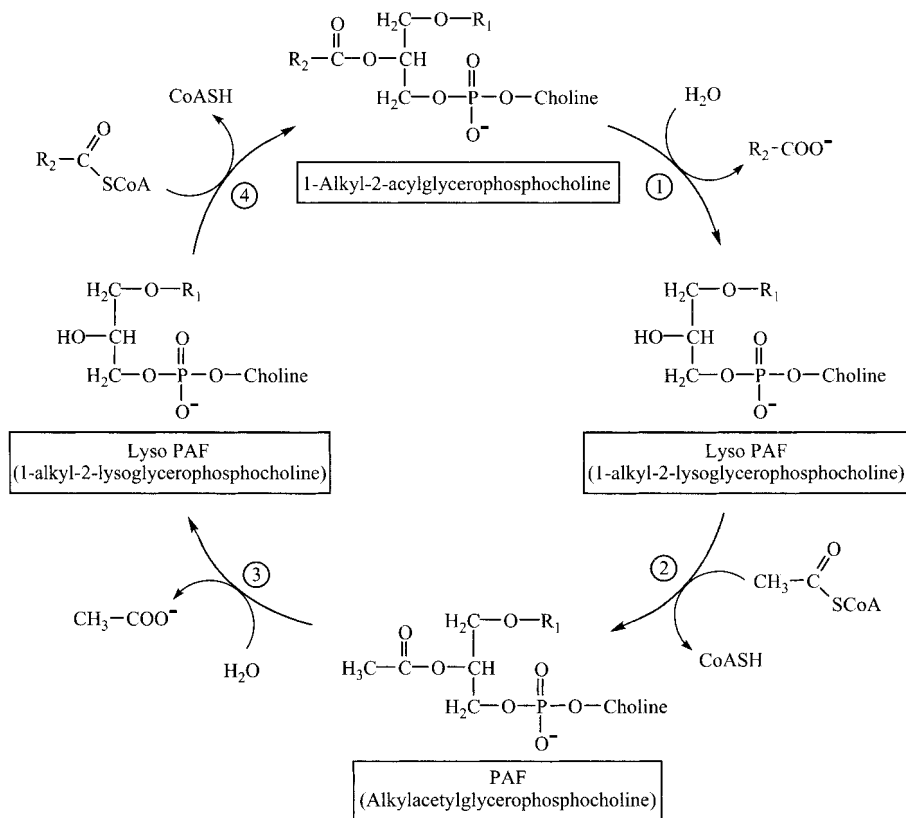 H₂C—O—R₁
O
R₂—C—O—CH
O
H₂C—O—P—O—Choline
O⁻
1-Alkyl-2-acylglycerophosphocholine
H₂O
R₂—COO⁻
1
CoASH
O
R₂—C
SCoA
4
H₂C—O—R₁
HO—CH
O
H₂C—O—P—O—Choline
O⁻
Lyso PAF
(1-alkyl-2-lysoglycerophosphocholine)
H₂C—O—R₁
HO—CH
O
H₂C—O—P—O—Choline
O⁻
Lyso PAF
(1-alkyl-2-lysoglycerophosphocholine)
2
O
CH₃—C
SCoA
CoASH
3
CH₃—COO⁻
H₂O
H₂C—O—R₁
O
H₃C—C—O—CH
O
H₂C—O—P—O—Choline
O⁻
PAF
(Alkylacetylglycerophosphocholine)